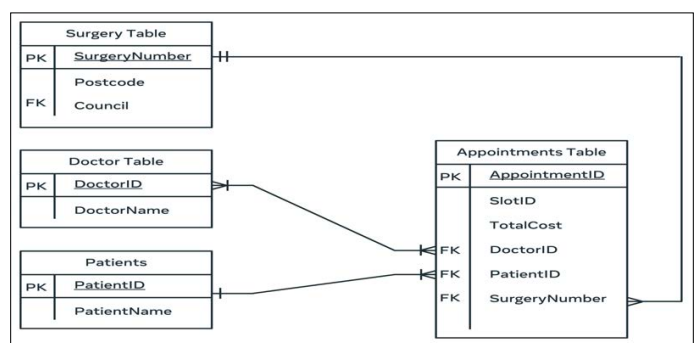 Surgery Table
PK SurgeryNumber
Postcode
FK Council
Doctor Table
PK DoctorID
DoctorName
Patients
PK PatientID
PatientName
Appointments Table
PK AppointmentID
SlotID
TotalCost
FK DoctorID
FK PatientID
FK SurgeryNumber